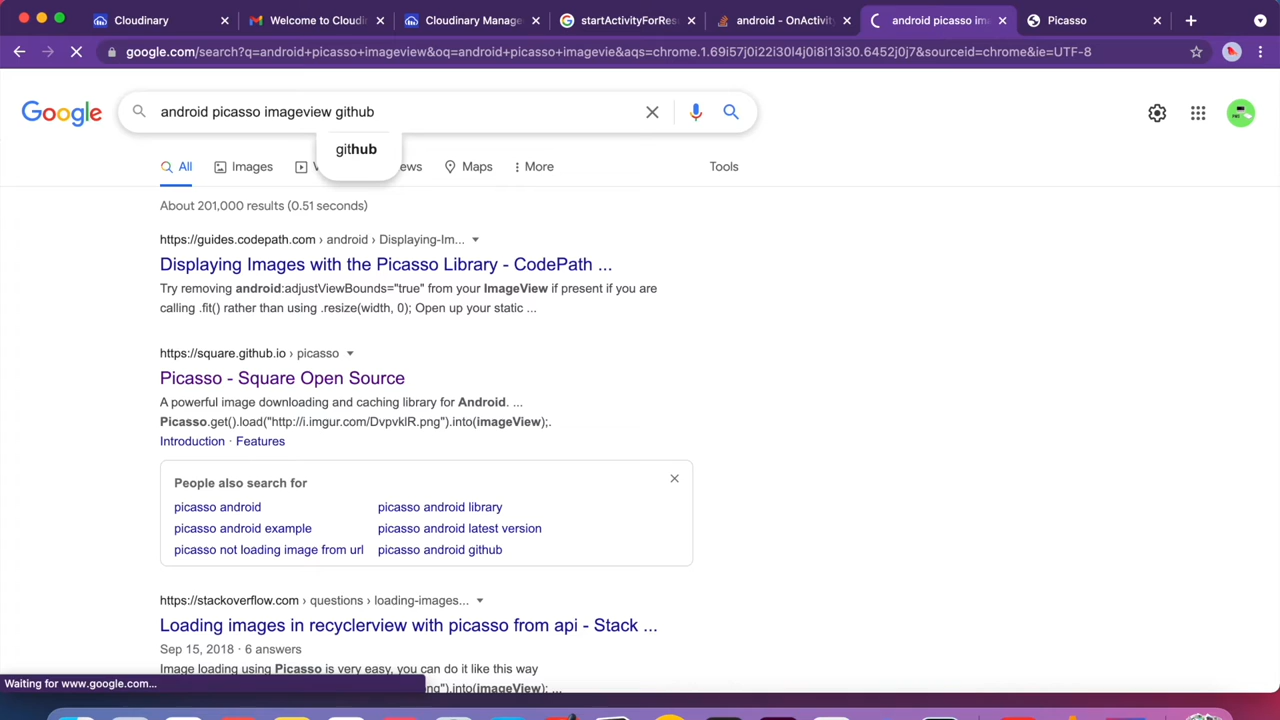 Cloudinary
Welcome to Cloudin
Cloudinary Manage
startActivityForRes
android - OnActivity
android picasso ima
Picasso
google.com/search?q=android+picasso+imageview&oq=android+picasso+imagevie&aqs=chrome.1.69i57j0i22i30l4j0i8i13i30.6452j0j7&sourceid=chrome&ie=UTF-8
Google
android picasso imageview github
github
All
Images
V
ews
Maps
More
Tools
About 201,000 results (0.51 seconds)
https://guides.codepath.com › android › Displaying-Im...
Displaying Images with the Picasso Library - CodePath ...
Try removing android:adjustViewBounds="true" from your ImageView if present if you are
calling .fit() rather than using .resize(width, 0); Open up your static ...
https://square.github.io › picasso
Picasso - Square Open Source
A powerful image downloading and caching library for Android. ...
Picasso.get().load("http://i.imgur.com/DvpvklR.png").into(imageView);.
Introduction · Features
People also search for
picasso android
picasso android library
picasso android example
picasso android latest version
picasso not loading image from url
picasso android github
https://stackoverflow.com › questions › loading-images...
Loading images in recyclerview with picasso from api - Stack ...
Sep 15, 2018 · 6 answers
Image loading using Picasso is very easy, you can do it like this way
ng").into(imageView); ...
Waiting for www.google.com...